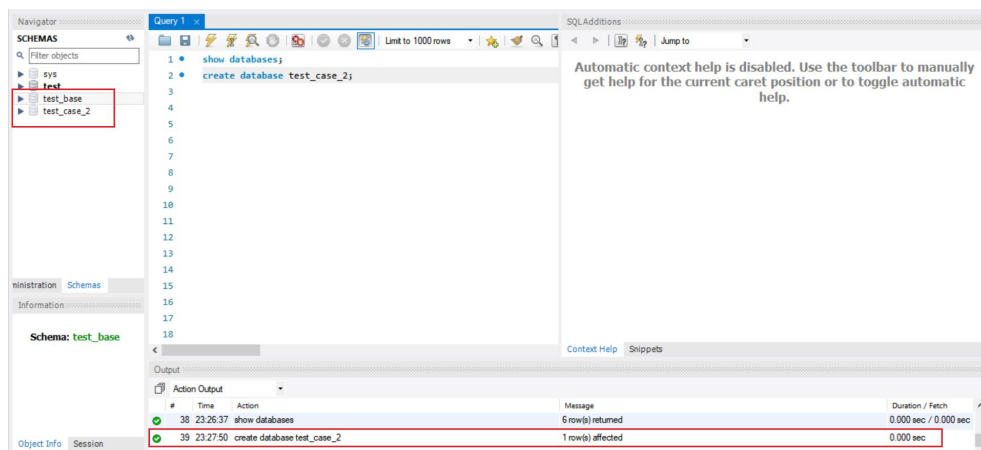 Navigator
SCHEMAS
Filter objects
sys
test
test_base
test_case_2
ninistration Schemas
Information
Schema: test_base
Object Info Session
Query 1
Limit to 1000 rows
1 show databases;
2 create database test_case_2;
3
4
5
6
7
8
9
10
11
12
13
14
15
16
17
18
SQLAdditions
Jump to
Automatic context help is disabled. Use the toolbar to manually
get help for the current caret position or to toggle automatic
help.
Context Help Snippets
Output
Action Output
# Time Action Message Duration / Fetch
38 23:26:37 show databases 6 row(s) returned 0.000 sec / 0.000 sec
39 23:27:50 create database test_case_2 1 row(s) affected 0.000 sec